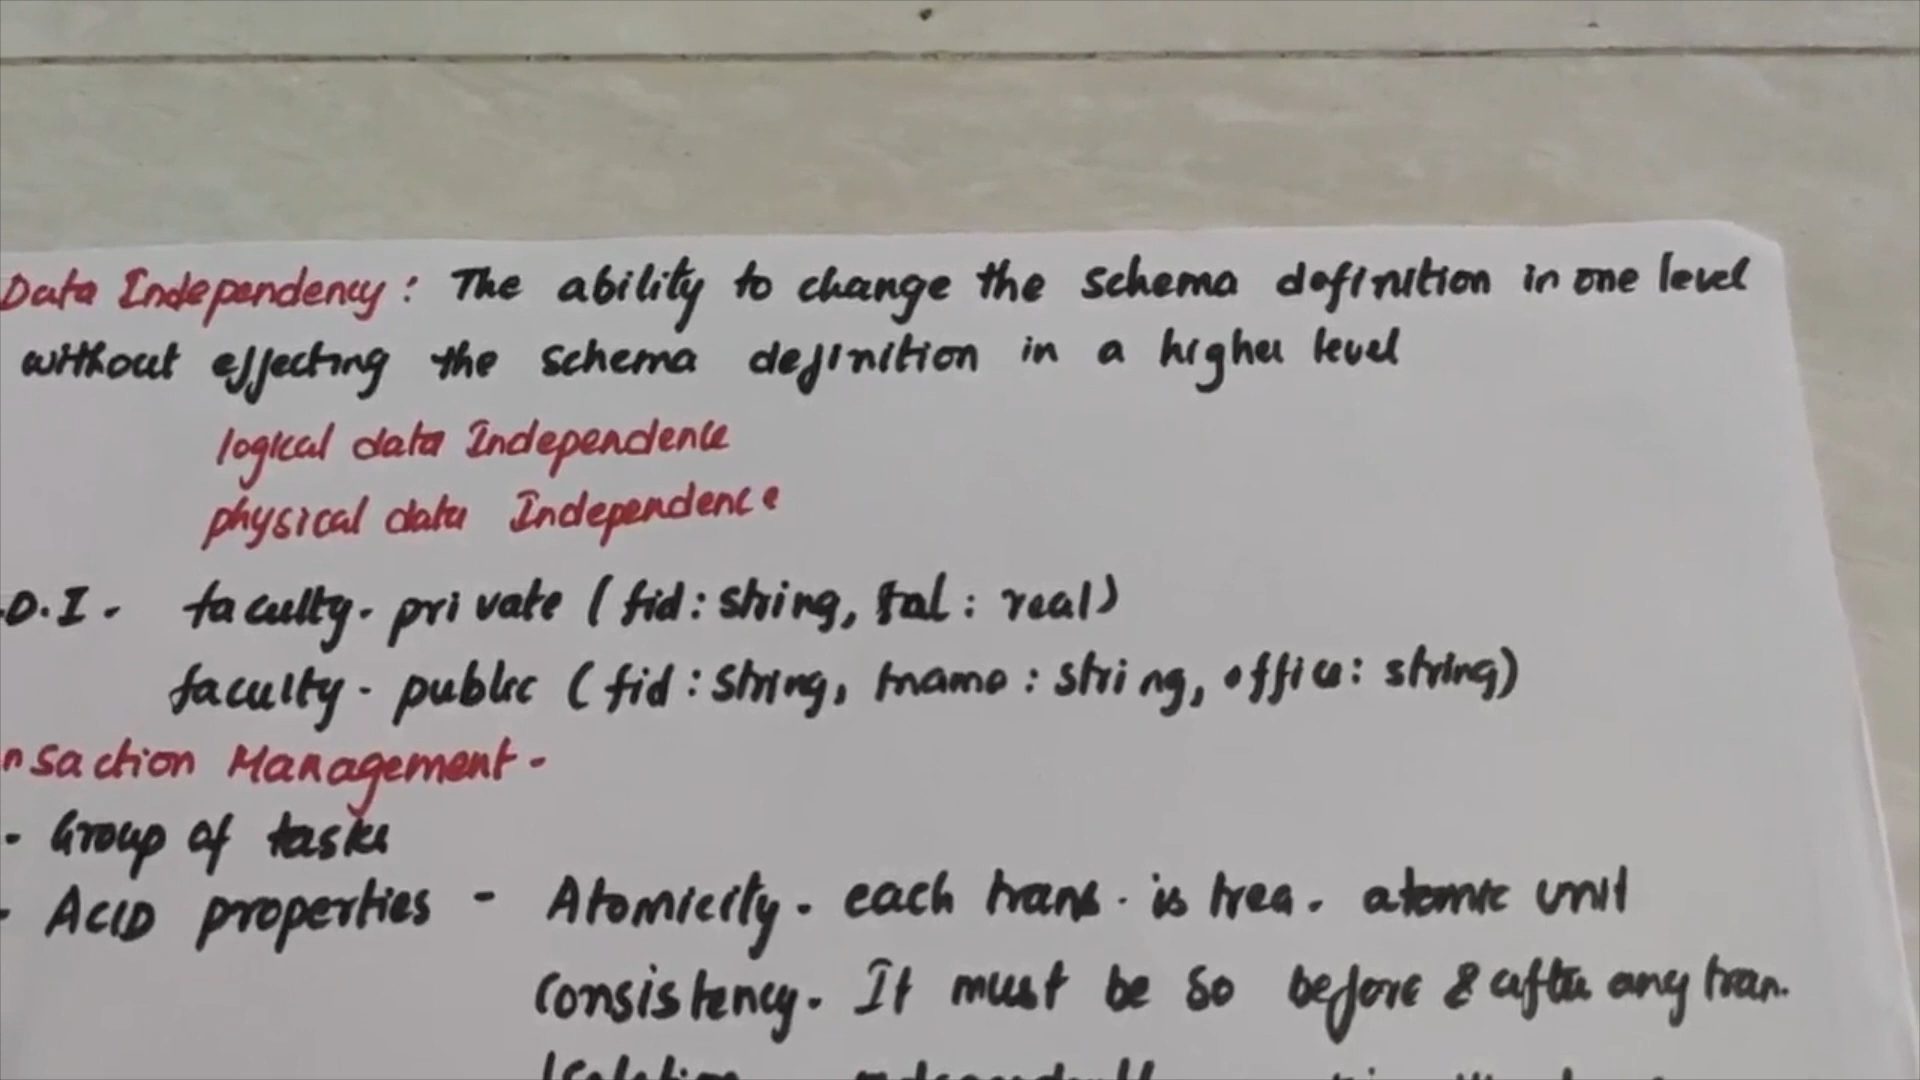 Data Independency: The ability to change the schema definition in one level
without effecting the schema definition in a higher level
logical data Independence
physical data Independence
.D.I. faculty-private (fid: string, sal: real)
faculty-public (fid: string, fname: string, office: string)
nsaction Management-
- Group of tasks
- ACID properties - Atomicity- each trans. is trea. atomic unit
consistency- It must be so before & after any tran.
Isolation